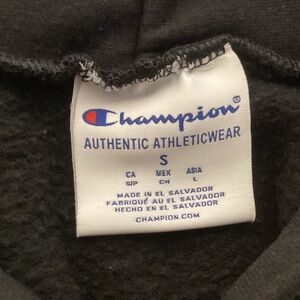 Champion®
AUTHENTIC ATHLETICWEAR
S
CA MEX ASIA
S/P CH L
MADE IN EL SALVADOR
FABRIQUÉ AU EL SALVADOR
HECHO EN EL SALVADOR
CHAMPION.COM